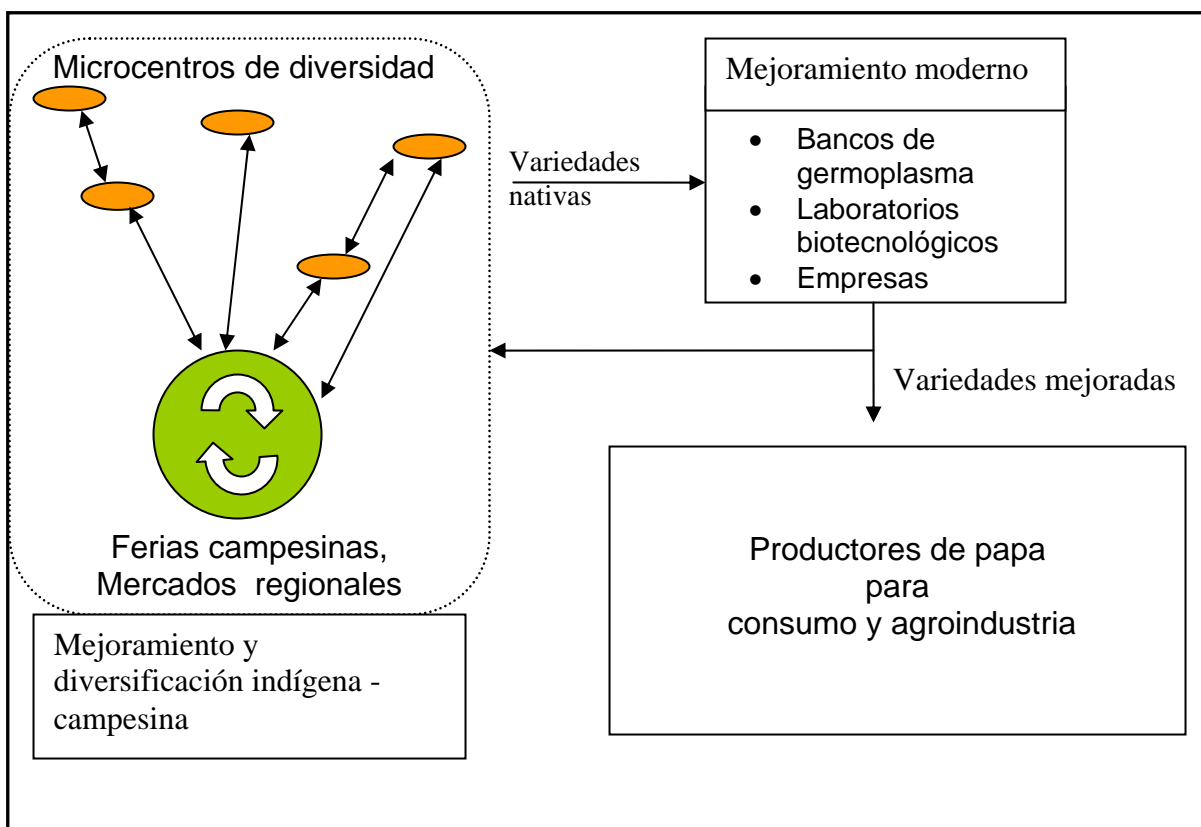 Microcentros de diversidad
Ferias campesinas,
Mercados regionales
Mejoramiento y
diversificación indígena -
campesina
Variedades
nativas
Mejoramiento moderno
• Bancos de
germoplasma
• Laboratorios
biotecnológicos
• Empresas
Variedades mejoradas
Productores de papa
para
consumo y agroindustria